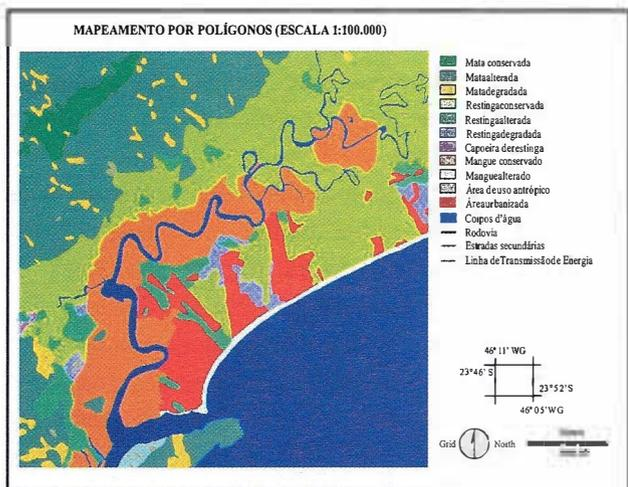 MAPEAMENTO POR POLÍGONOS (ESCALA 1:100.000)
Mata conservada
Mataalterada
Matadegradada
Restingaconservada
Restingaalterada
Restingadegradada
Capoeira derestinga
Mangue conservado
Manguealterado
Área deuso antrópico
Áreaurbanizada
Corpos d'água
Rodovia
Estradas secundárias
Linha deTransmissãode Energia
46° 11' WG
23°46' S
23°52'S
46° 05'WG
Grid North